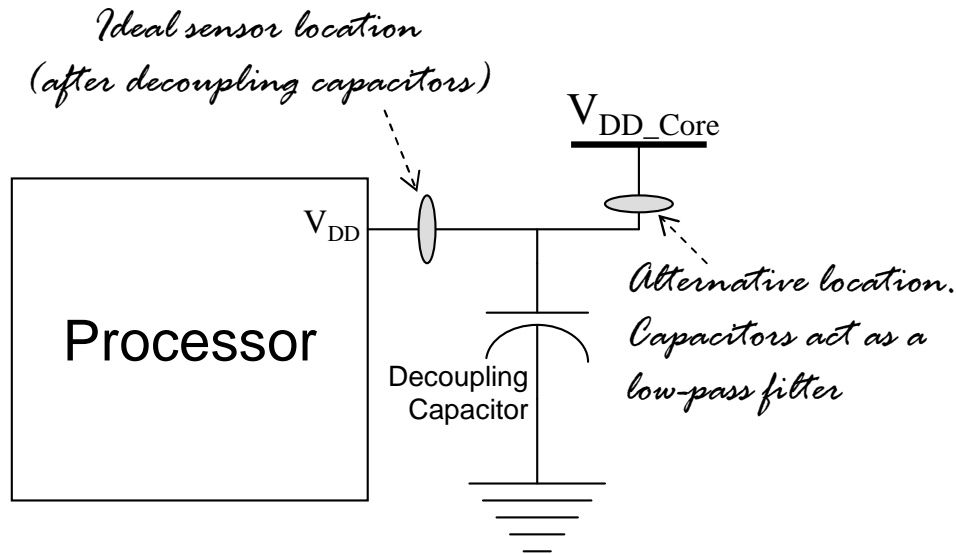 Ideal sensor location
(after decoupling capacitors)
V_DD_Core
V_DD
Processor
Decoupling
Capacitor
Alternative location.
Capacitors act as a
low-pass filter